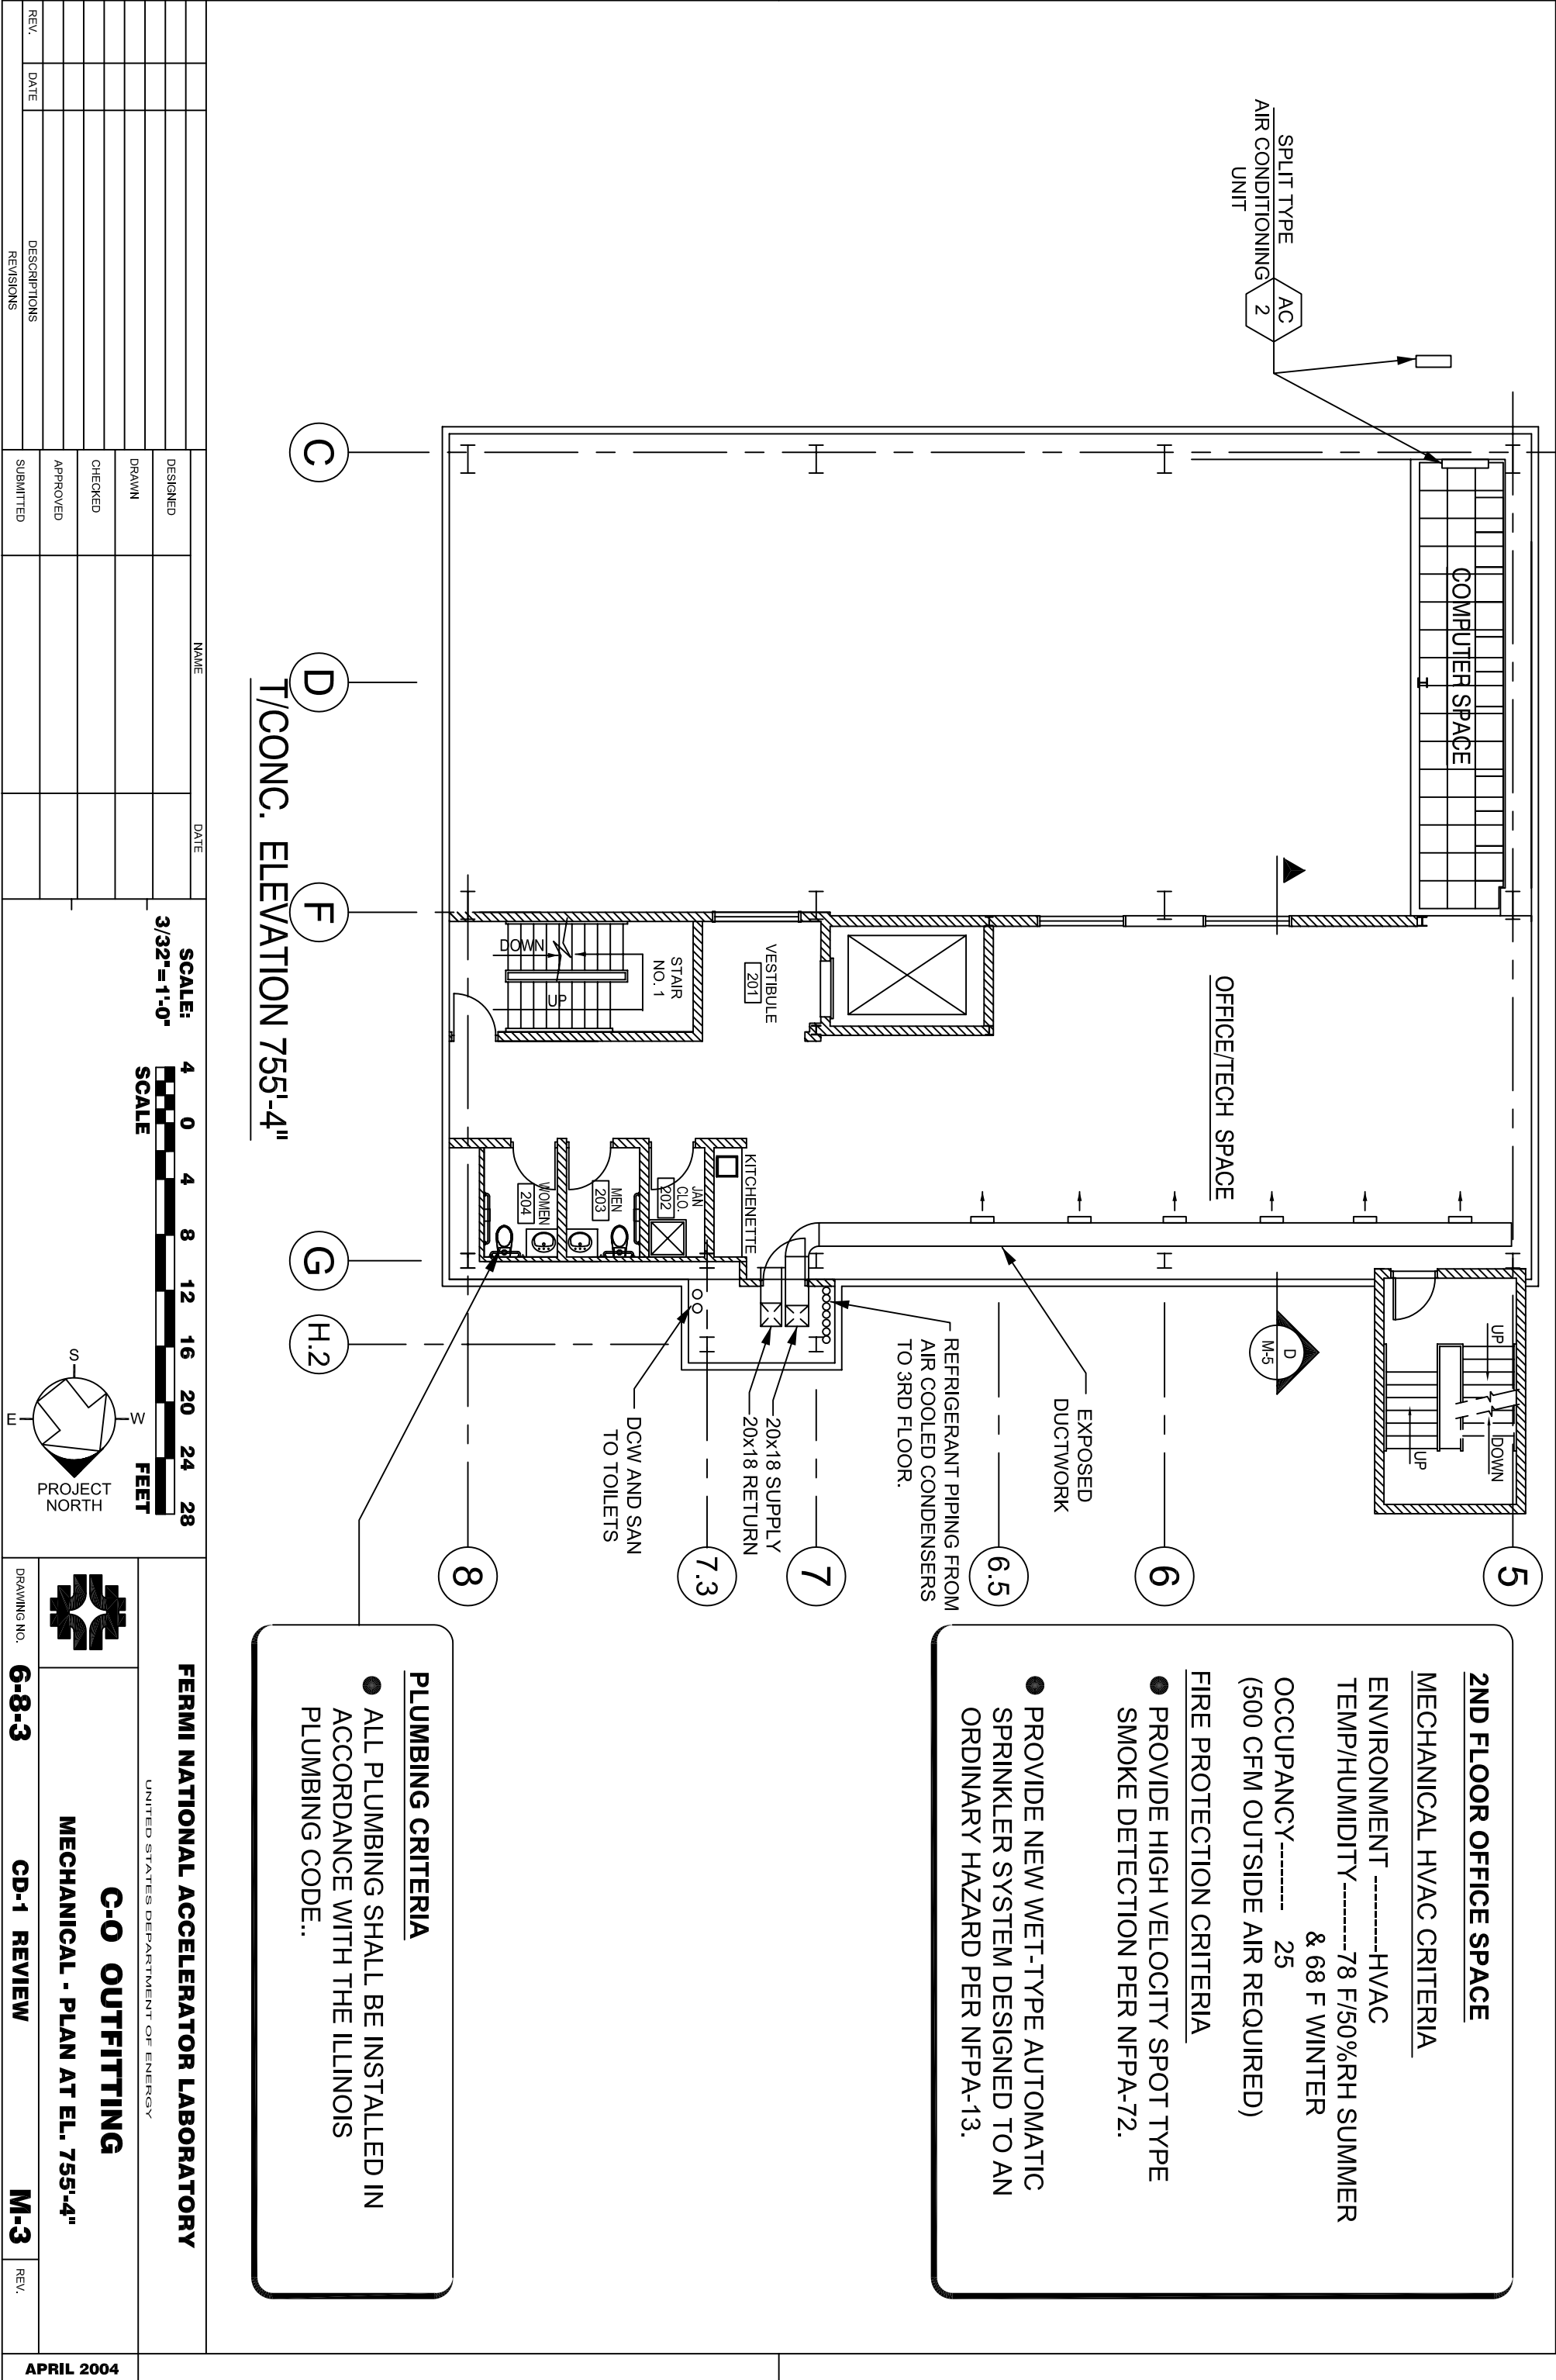 SPLIT TYPE
AIR CONDITIONING
UNIT
AC
2
COMPUTER SPACE
OFFICE/TECH SPACE
UP
DOWN
UP
D
M-5
EXPOSED
DUCTWORK
REFRIGERANT PIPING FROM
AIR COOLED CONDENSERS
TO 3RD FLOOR.
20x18 SUPPLY
20x18 RETURN
DCW AND SAN
TO TOILETS
VESTIBULE
201
STAIR
NO. 1
DOWN
UP
KITCHENETTE
JAN
CLO.
202
MEN
203
WOMEN
204
5
6
6.5
7
7.3
8
C
D
F
G
H.2
T/CONC. ELEVATION 755'-4"
2ND FLOOR OFFICE SPACE
MECHANICAL HVAC CRITERIA
ENVIRONMENT ---------HVAC
TEMP/HUMIDITY-------78 F/50%RH SUMMER
& 68 F WINTER
OCCUPANCY-------- 25
(500 CFM OUTSIDE AIR REQUIRED)
FIRE PROTECTION CRITERIA
● PROVIDE HIGH VELOCITY SPOT TYPE
SMOKE DETECTION PER NFPA-72.
● PROVIDE NEW WET-TYPE AUTOMATIC
SPRINKLER SYSTEM DESIGNED TO AN
ORDINARY HAZARD PER NFPA-13.
PLUMBING CRITERIA
● ALL PLUMBING SHALL BE INSTALLED IN
ACCORDANCE WITH THE ILLINOIS
PLUMBING CODE..
REV.
DATE
DESCRIPTIONS
REVISIONS
NAME
DATE
DESIGNED
DRAWN
CHECKED
APPROVED
SUBMITTED
SCALE:
3/32"=1'-0"
4 0 4 8 12 16 20 24 28
SCALE
FEET
S
E
W
PROJECT
NORTH
FERMI NATIONAL ACCELERATOR LABORATORY
UNITED STATES DEPARTMENT OF ENERGY
C-O OUTFITTING
MECHANICAL - PLAN AT EL. 755'-4"
DRAWING NO. 6-8-3 CD-1 REVIEW M-3 REV.
APRIL 2004